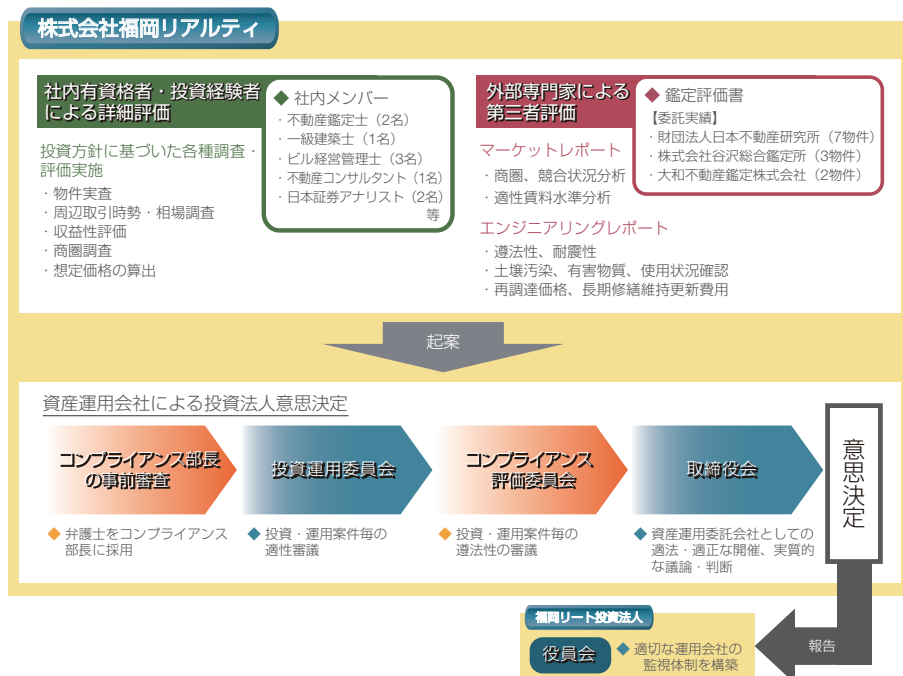 株式会社福岡リアルティ
社内有資格者・投資経験者
による詳細評価
◆ 社内メンバー
・不動産鑑定士（2名）
・一級建築士（1名）
・ビル経営管理士（3名）
・不動産コンサルタント（1名）
・日本証券アナリスト（2名）
等
投資方針に基づいた各種調査・
評価実施
・物件実査
・周辺取引時勢・相場調査
・収益性評価
・商圏調査
・想定価格の算出
外部専門家による
第三者評価
◆ 鑑定評価書
【委託実績】
・財団法人日本不動産研究所（7物件）
・株式会社谷沢総合鑑定所（3物件）
・大和不動産鑑定株式会社（2物件）
マーケットレポート
・商圏、競合状況分析
・適性賃料水準分析
エンジニアリングレポート
・遵法性、耐震性
・土壌汚染、有害物質、使用状況確認
・再調達価格、長期修繕維持更新費用
起案
資産運用会社による投資法人意思決定
コンプライアンス部長
の事前審査
◆ 弁護士をコンプライアンス
部長に採用
投資運用委員会
◆ 投資・運用案件毎の
適性審議
コンプライアンス
評価委員会
◆ 投資・運用案件毎の
遵法性の審議
取締役会
◆ 資産運用委託会社としての
適法・適正な開催、実質的
な議論・判断
意思決定
報告
福岡リート投資法人
役員会
◆ 適切な運用会社の
監視体制を構築